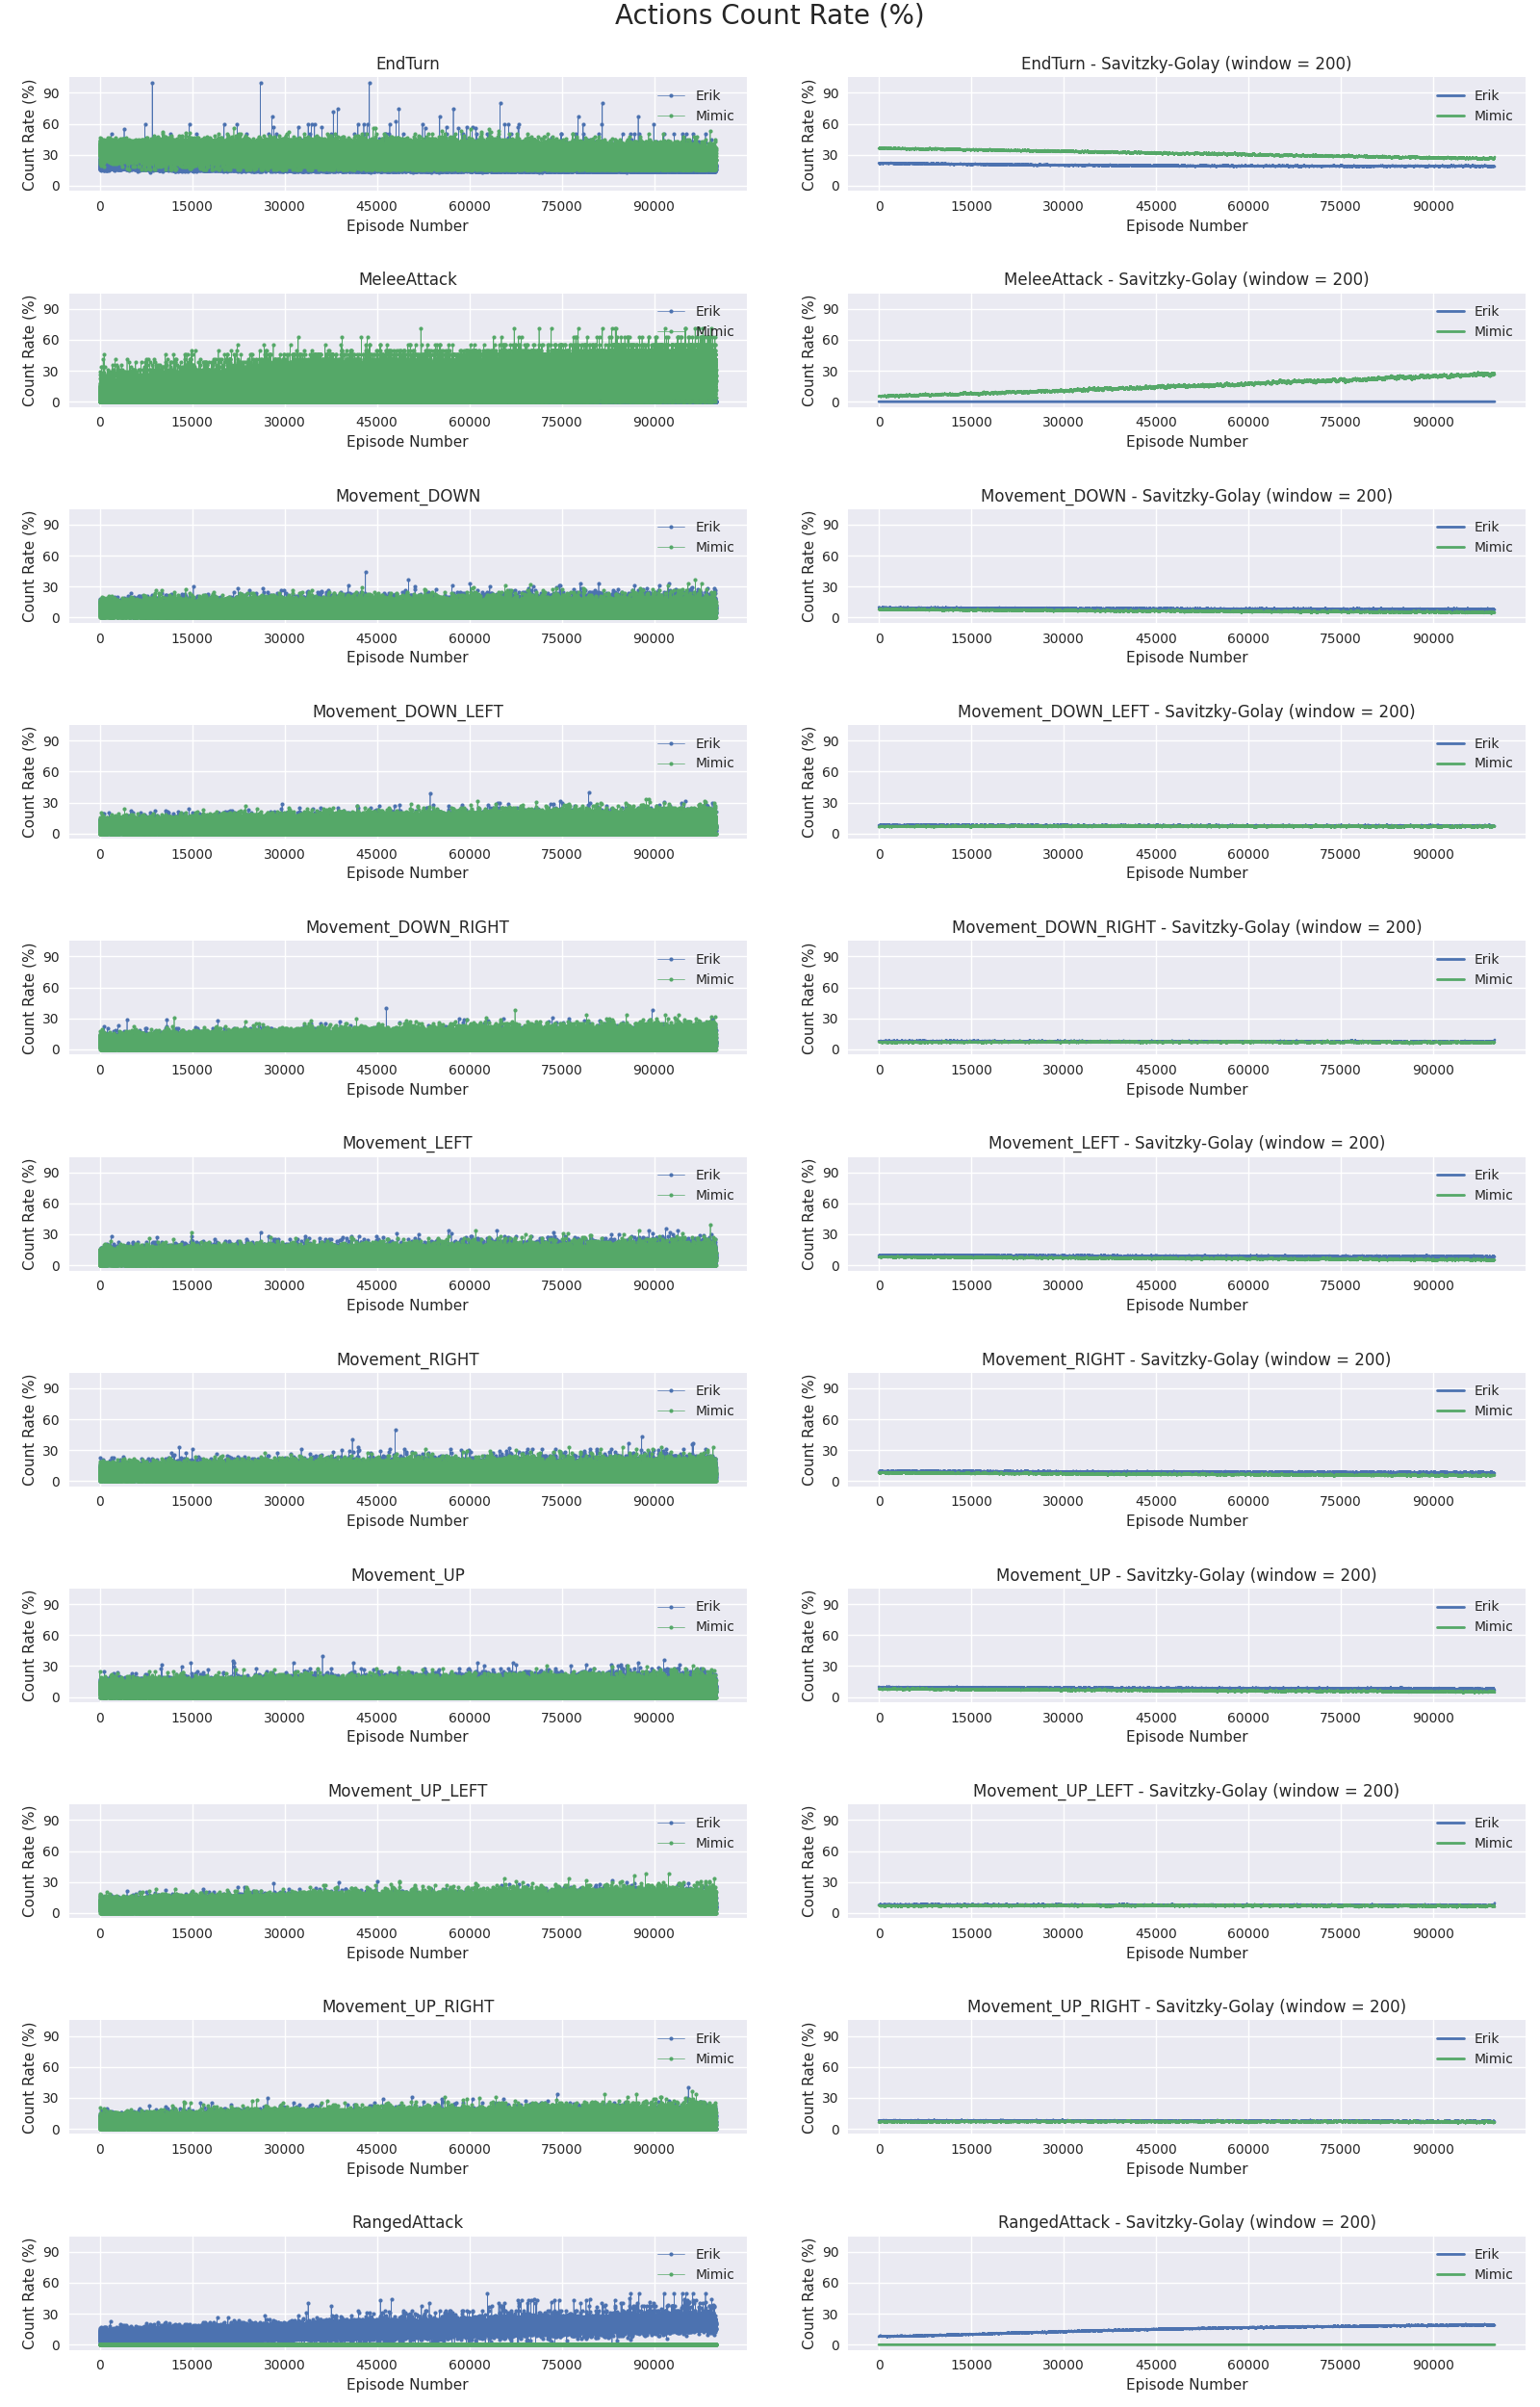 Actions Count Rate (%)
EndTurn
EndTurn - Savitzky-Golay (window = 200)
Count Rate (%)
90
60
30
0
Erik
Mimic
0 15000 30000 45000 60000 75000 90000
Episode Number
Count Rate (%)
90
60
30
0
Erik
Mimic
0 15000 30000 45000 60000 75000 90000
Episode Number
MeleeAttack
MeleeAttack - Savitzky-Golay (window = 200)
Count Rate (%)
90
60
30
0
Erik
Mimic
0 15000 30000 45000 60000 75000 90000
Episode Number
Count Rate (%)
90
60
30
0
Erik
Mimic
0 15000 30000 45000 60000 75000 90000
Episode Number
Movement_DOWN
Movement_DOWN - Savitzky-Golay (window = 200)
Count Rate (%)
90
60
30
0
Erik
Mimic
0 15000 30000 45000 60000 75000 90000
Episode Number
Count Rate (%)
90
60
30
0
Erik
Mimic
0 15000 30000 45000 60000 75000 90000
Episode Number
Movement_DOWN_LEFT
Movement_DOWN_LEFT - Savitzky-Golay (window = 200)
Count Rate (%)
90
60
30
0
Erik
Mimic
0 15000 30000 45000 60000 75000 90000
Episode Number
Count Rate (%)
90
60
30
0
Erik
Mimic
0 15000 30000 45000 60000 75000 90000
Episode Number
Movement_DOWN_RIGHT
Movement_DOWN_RIGHT - Savitzky-Golay (window = 200)
Count Rate (%)
90
60
30
0
Erik
Mimic
0 15000 30000 45000 60000 75000 90000
Episode Number
Count Rate (%)
90
60
30
0
Erik
Mimic
0 15000 30000 45000 60000 75000 90000
Episode Number
Movement_LEFT
Movement_LEFT - Savitzky-Golay (window = 200)
Count Rate (%)
90
60
30
0
Erik
Mimic
0 15000 30000 45000 60000 75000 90000
Episode Number
Count Rate (%)
90
60
30
0
Erik
Mimic
0 15000 30000 45000 60000 75000 90000
Episode Number
Movement_RIGHT
Movement_RIGHT - Savitzky-Golay (window = 200)
Count Rate (%)
90
60
30
0
Erik
Mimic
0 15000 30000 45000 60000 75000 90000
Episode Number
Count Rate (%)
90
60
30
0
Erik
Mimic
0 15000 30000 45000 60000 75000 90000
Episode Number
Movement_UP
Movement_UP - Savitzky-Golay (window = 200)
Count Rate (%)
90
60
30
0
Erik
Mimic
0 15000 30000 45000 60000 75000 90000
Episode Number
Count Rate (%)
90
60
30
0
Erik
Mimic
0 15000 30000 45000 60000 75000 90000
Episode Number
Movement_UP_LEFT
Movement_UP_LEFT - Savitzky-Golay (window = 200)
Count Rate (%)
90
60
30
0
Erik
Mimic
0 15000 30000 45000 60000 75000 90000
Episode Number
Count Rate (%)
90
60
30
0
Erik
Mimic
0 15000 30000 45000 60000 75000 90000
Episode Number
Movement_UP_RIGHT
Movement_UP_RIGHT - Savitzky-Golay (window = 200)
Count Rate (%)
90
60
30
0
Erik
Mimic
0 15000 30000 45000 60000 75000 90000
Episode Number
Count Rate (%)
90
60
30
0
Erik
Mimic
0 15000 30000 45000 60000 75000 90000
Episode Number
RangedAttack
RangedAttack - Savitzky-Golay (window = 200)
Count Rate (%)
90
60
30
0
Erik
Mimic
0 15000 30000 45000 60000 75000 90000
Episode Number
Count Rate (%)
90
60
30
0
Erik
Mimic
0 15000 30000 45000 60000 75000 90000
Episode Number